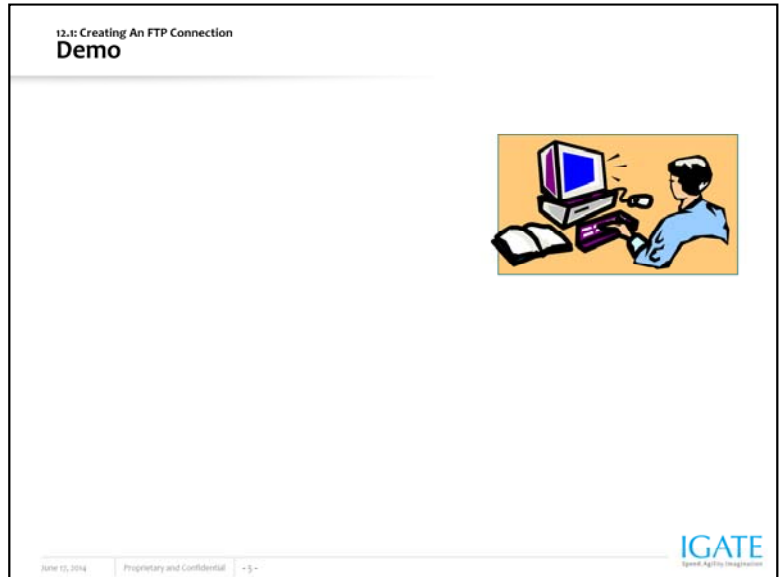 12.1: Creating An FTP Connection
Demo
June 17, 2014 Proprietary and Confidential - 5 -
IGATE
Speed.Agility.Imagination